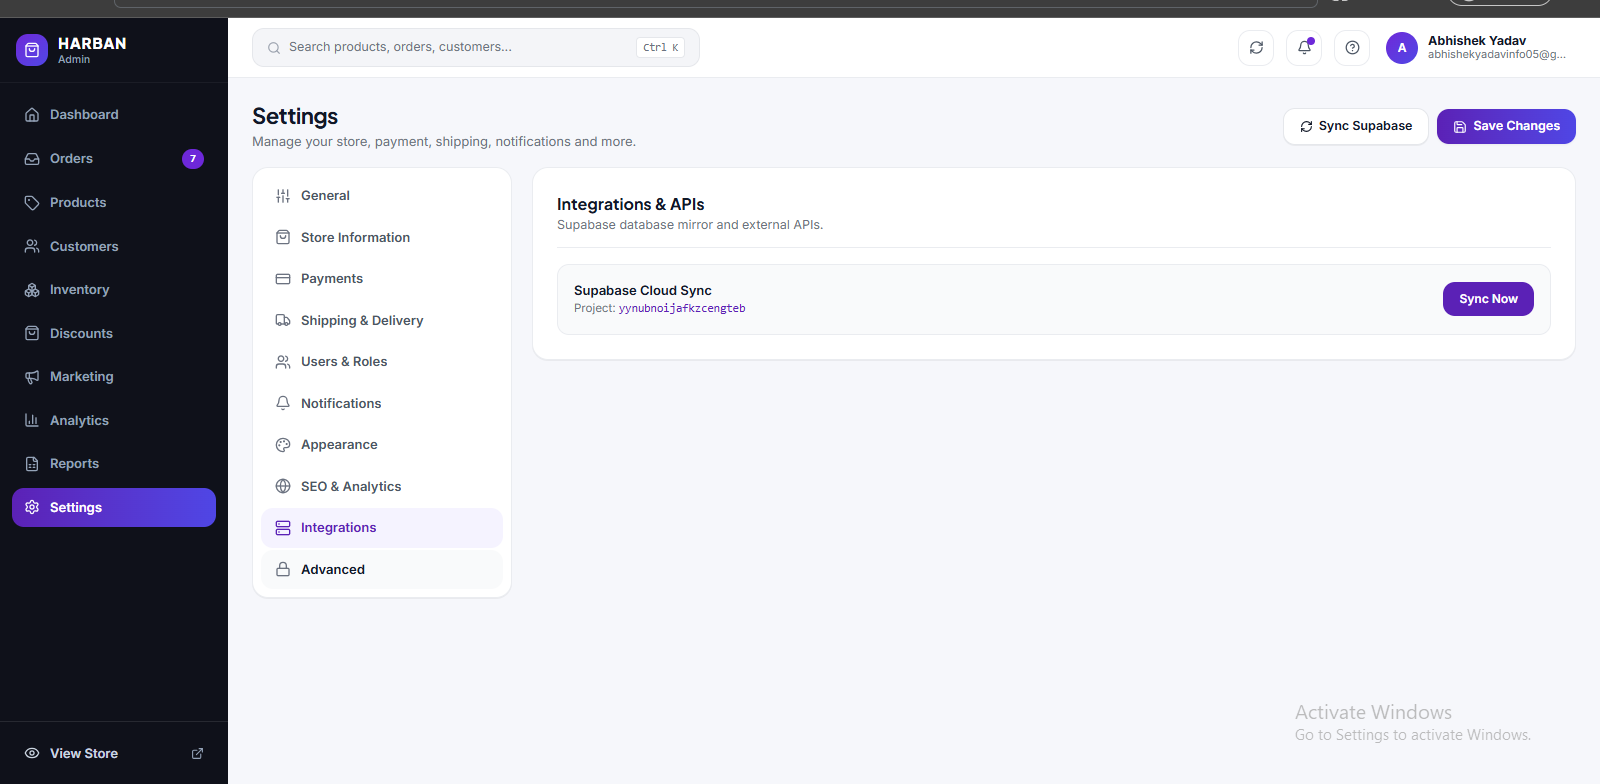 HARBAN
Admin
Search products, orders, customers...
Ctrl K
A
Abhishek Yadav
abhishekyadavinfo05@g...
Dashboard
Orders
7
Products
Customers
Inventory
Discounts
Marketing
Analytics
Reports
Settings
View Store
Settings
Manage your store, payment, shipping, notifications and more.
Sync Supabase
Save Changes
General
Store Information
Payments
Shipping & Delivery
Users & Roles
Notifications
Appearance
SEO & Analytics
Integrations
Advanced
Integrations & APIs
Supabase database mirror and external APIs.
Supabase Cloud Sync
Project: yynubnoijafkzcengteb
Sync Now
Activate Windows
Go to Settings to activate Windows.